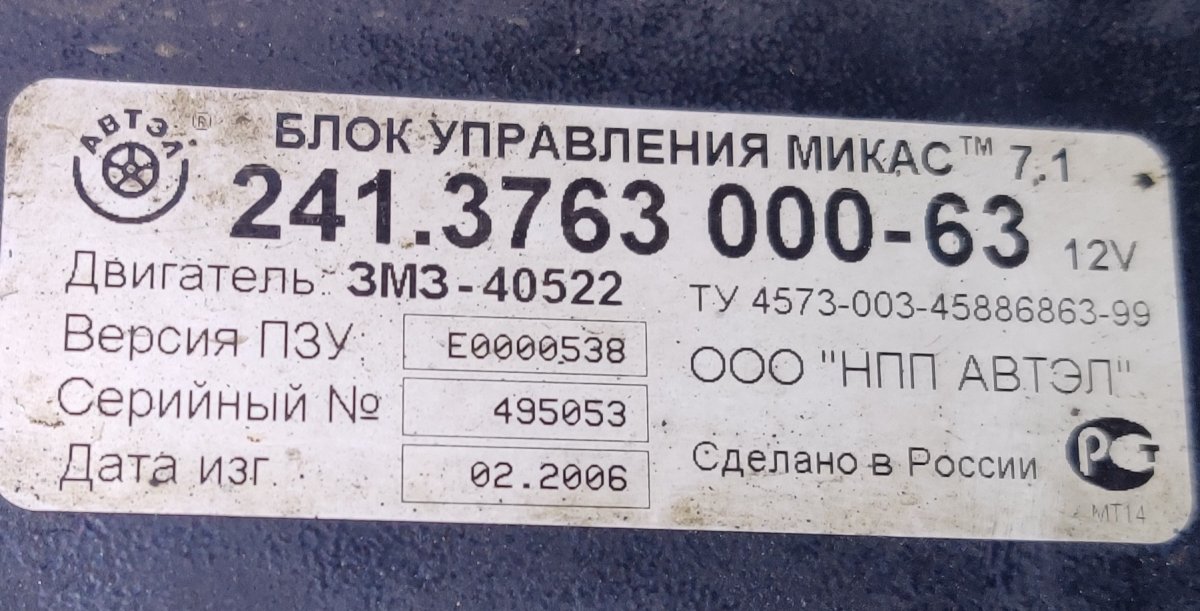 АВТЭЛ ®
БЛОК УПРАВЛЕНИЯ МИКАС™ 7.1
241.3763 000-63 12V
Двигатель: ЗМЗ-40522
ТУ 4573-003-45886863-99
Версия ПЗУ: E0000538
ООО "НПП АВТЭЛ"
Серийный № 495053
Дата изг. 02.2006
Сделано в России
РСТ
МТ14